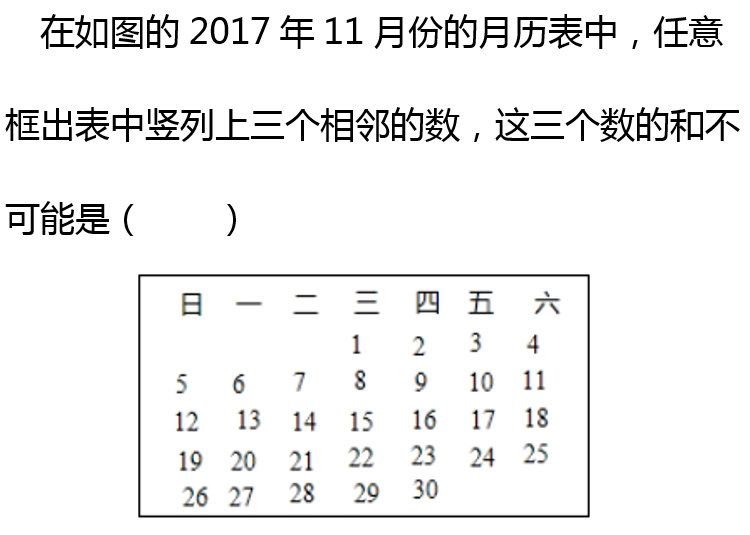 在如图的 2017 年 11 月份的月历表中，任意
框出表中竖列上三个相邻的数，这三个数的和不
可能是（ ）
日 一 二 三 四 五 六
1 2 3 4
5 6 7 8 9 10 11
12 13 14 15 16 17 18
19 20 21 22 23 24 25
26 27 28 29 30